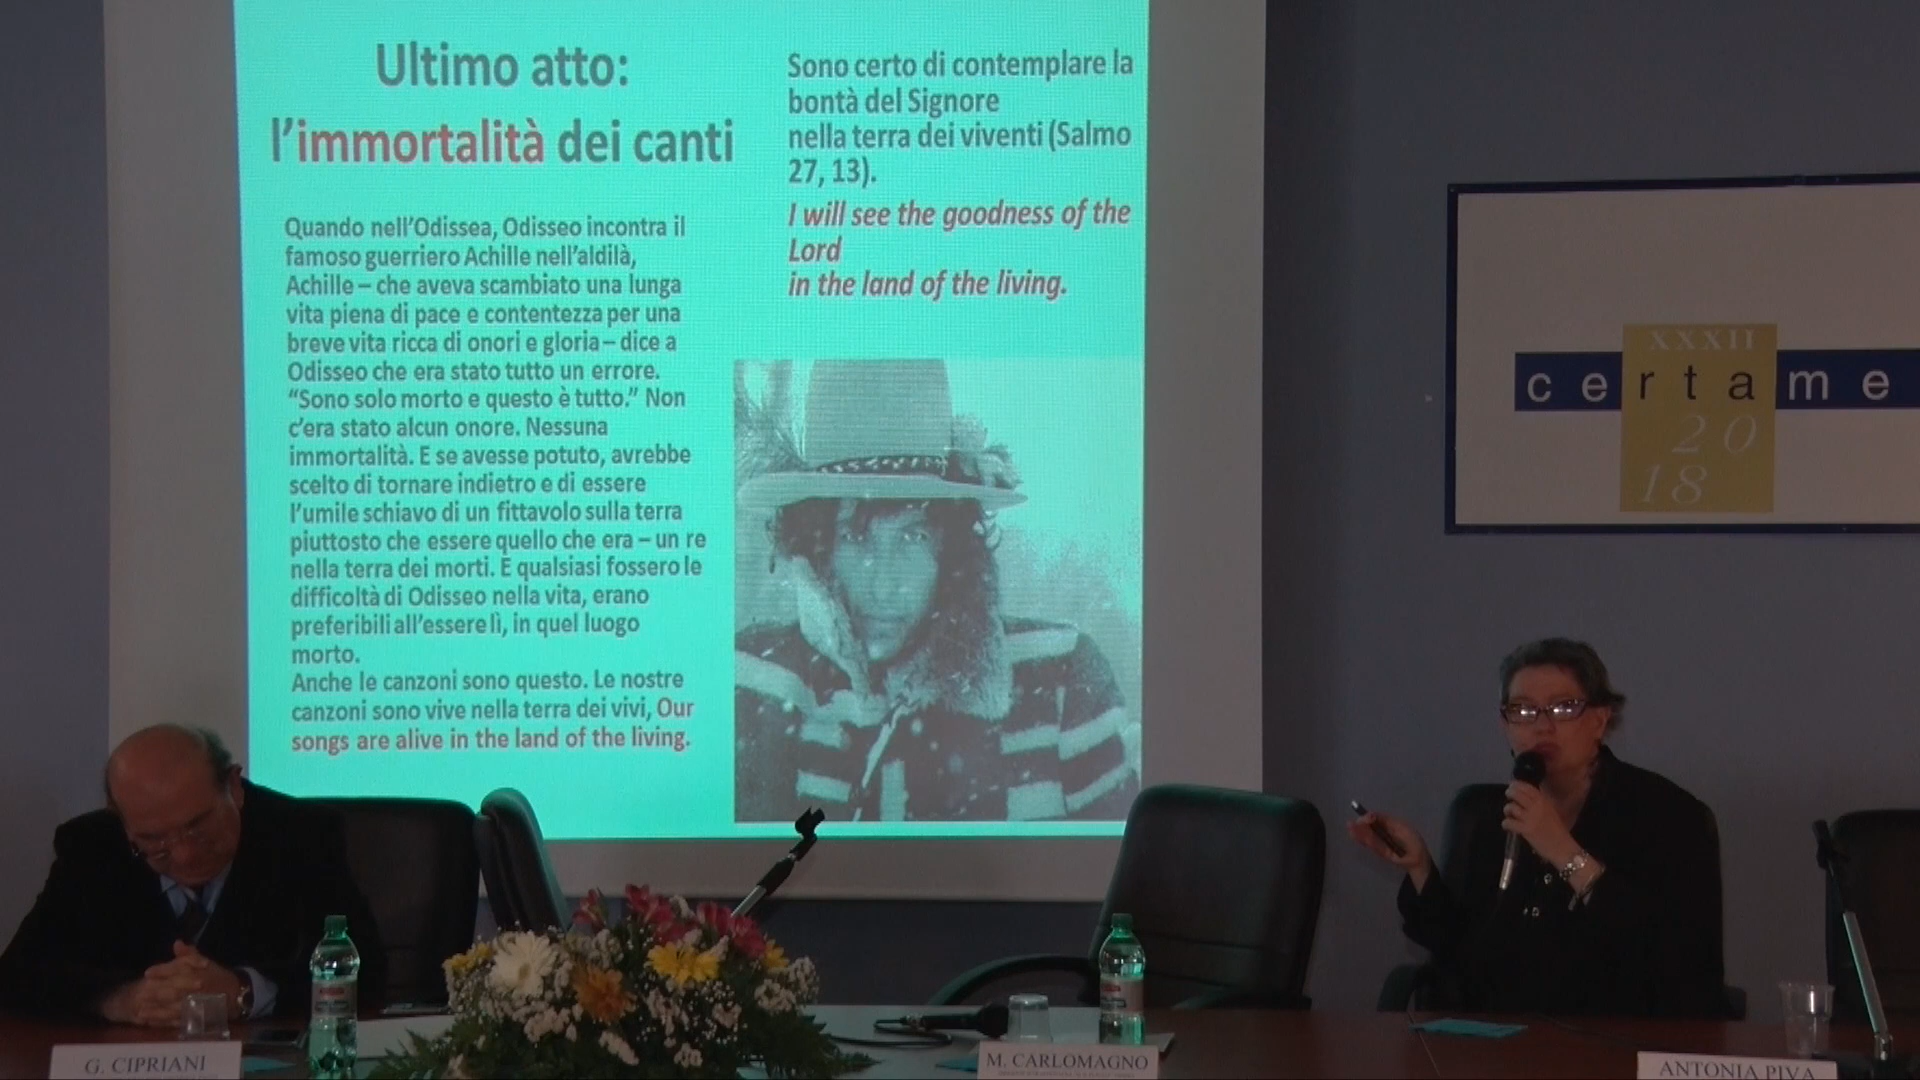 Ultimo atto:
l'immortalità dei canti
Quando nell'Odissea, Odisseo incontra il
famoso guerriero Achille nell'aldilà,
Achille – che aveva scambiato una lunga
vita piena di pace e contentezza per una
breve vita ricca di onori e gloria – dice a
Odisseo che era stato tutto un errore.
“Sono solo morto e questo è tutto.” Non
c'era stato alcun onore. Nessuna
immortalità. E se avesse potuto, avrebbe
scelto di tornare indietro e di essere
l'umile schiavo di un fittavolo sulla terra
piuttosto che essere quello che era – un re
nella terra dei morti. E qualsiasi fossero le
difficoltà di Odisseo nella vita, erano
preferibili all'essere lì, in quel luogo
morto.
Anche le canzoni sono questo. Le nostre
canzoni sono vive nella terra dei vivi, Our
songs are alive in the land of the living.
Sono certo di contemplare la
bontà del Signore
nella terra dei viventi (Salmo
27, 13).
I will see the goodness of the
Lord
in the land of the living.
XXXII
certame
20
18
G. CIPRIANI
M. CARLOMAGNO
ANTONIA PIVA